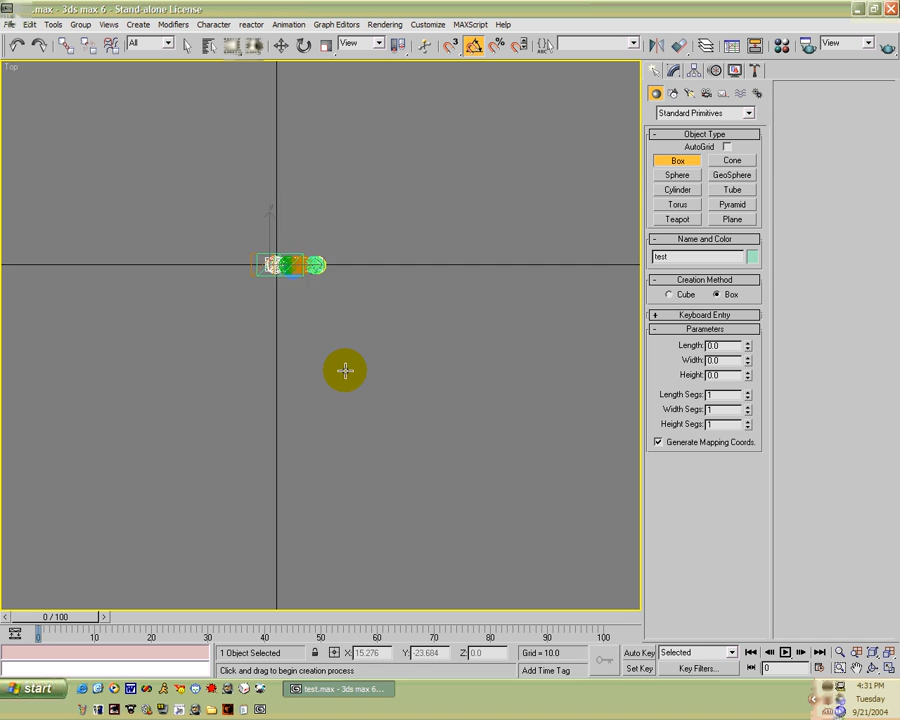 .max - 3ds max 6 - Stand-alone License
File Edit Tools Group Views Create Modifiers Character reactor Animation Graph Editors Rendering Customize MAXScript Help
All
View
View
Top
Standard Primitives
- Object Type
AutoGrid
Box Cone
Sphere GeoSphere
Cylinder Tube
Torus Pyramid
Teapot Plane
- Name and Color
test
- Creation Method
Cube Box
+ Keyboard Entry
- Parameters
Length: 0.0
Width: 0.0
Height: 0.0
Length Segs: 1
Width Segs: 1
Height Segs: 1
Generate Mapping Coords.
< 0 / 100 >
0 10 20 30 40 50 60 70 80 90 100
1 Object Selected X: 15.276 Y: -23.684 Z: 0.0 Grid = 10.0 Auto Key Selected
Click and drag to begin creation process Add Time Tag Set Key Key Filters... 0
start test.max - 3ds max 6... 4:31 PM
Tuesday
9/21/2004